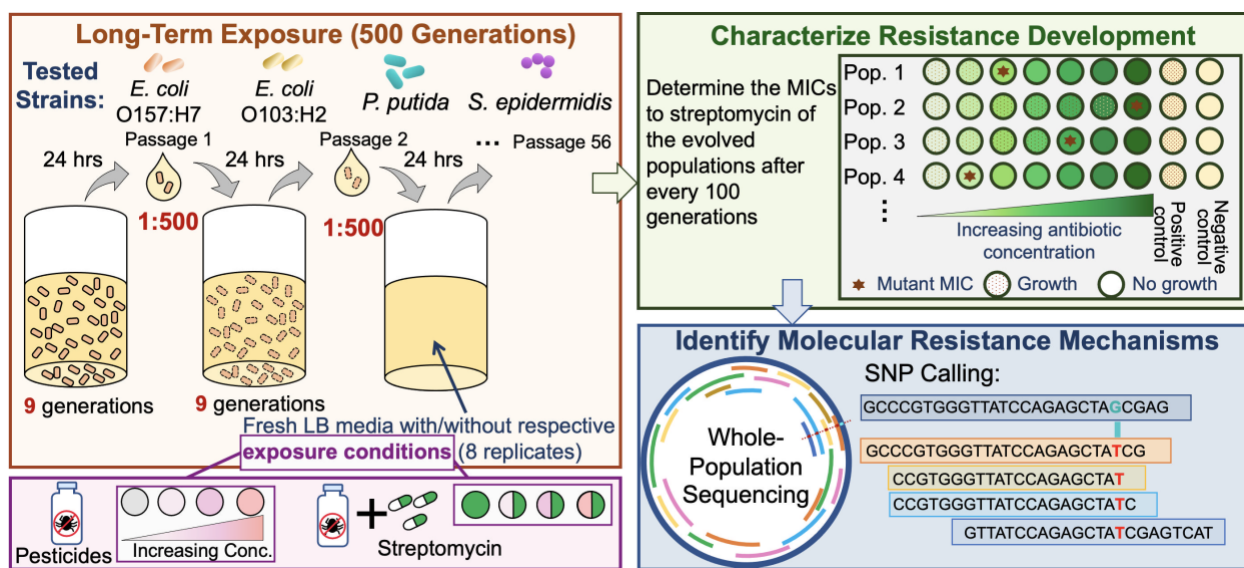 Long-Term Exposure (500 Generations)
Tested
Strains:
E. coli
O157:H7
E. coli
O103:H2
P. putida
S. epidermidis
24 hrs
Passage 1
24 hrs
Passage 2
24 hrs
... Passage 56
1:500
1:500
9 generations
9 generations
Fresh LB media with/without respective
exposure conditions (8 replicates)
Pesticides
Increasing Conc.
+
Streptomycin
Characterize Resistance Development
Determine the MICs
to streptomycin of
the evolved
populations after
every 100
generations
Pop. 1
Pop. 2
Pop. 3
Pop. 4
⋮
Increasing antibiotic
concentration
Positive
control
Negative
control
Mutant MIC
Growth
No growth
Identify Molecular Resistance Mechanisms
Whole-
Population
Sequencing
SNP Calling:
GCCCGTGGGTTATCCAGAGCTAGCGAG
GCCCGTGGGTTATCCAGAGCTATCG
CCGTGGGTTATCCAGAGCTAT
CCGTGGGTTATCCAGAGCTATC
GTTATCCAGAGCTATCGAGTCAT